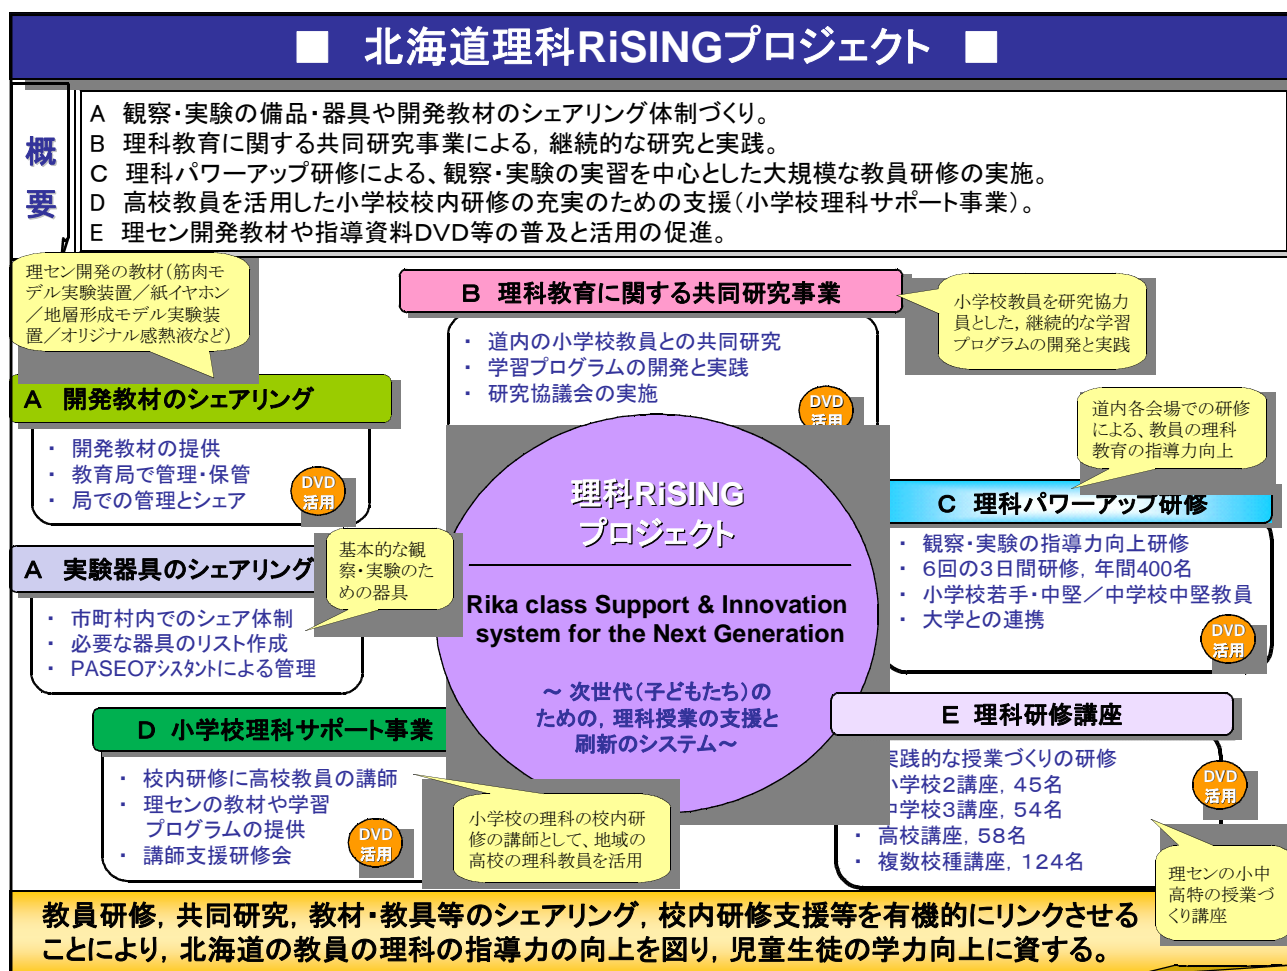 ■ 北海道理科RiSINGプロジェクト ■
概
要
A 観察・実験の備品・器具や開発教材のシェアリング体制づくり。
B 理科教育に関する共同研究事業による，継続的な研究と実践。
C 理科パワーアップ研修による、観察・実験の実習を中心とした大規模な教員研修の実施。
D 高校教員を活用した小学校校内研修の充実のための支援（小学校理科サポート事業）。
E 理セン開発教材や指導資料DVD等の普及と活用の促進。
理セン開発の教材（筋肉モ
デル実験装置／紙イヤホン
／地層形成モデル実験装
置／オリジナル感熱液など）
A 開発教材のシェアリング
・ 開発教材の提供
・ 教育局で管理・保管
・ 局での管理とシェア
DVD
活用
B 理科教育に関する共同研究事業
・ 道内の小学校教員との共同研究
・ 学習プログラムの開発と実践
・ 研究協議会の実施
DVD
活用
小学校教員を研究協力
員とした，継続的な学習
プログラムの開発と実践
道内各会場での研修
による、教員の理科
教育の指導力向上
C 理科パワーアップ研修
・ 観察・実験の指導力向上研修
・ 6回の3日間研修，年間400名
・ 小学校若手・中堅／中学校中堅教員
・ 大学との連携
DVD
活用
A 実験器具のシェアリング
基本的な観
察・実験のた
めの器具
・ 市町村内でのシェア体制
・ 必要な器具のリスト作成
・ PASEOアシスタントによる管理
理科RiSING
プロジェクト
Rika class Support & Innovation
system for the Next Generation
～ 次世代（子どもたち）の
ための，理科授業の支援と
刷新のシステム～
D 小学校理科サポート事業
・ 校内研修に高校教員の講師
・ 理センの教材や学習
プログラムの提供
・ 講師支援研修会
DVD
活用
小学校の理科の校内研
修の講師として、地域の
高校の理科教員を活用
E 理科研修講座
実践的な授業づくりの研修
小学校2講座，45名
中学校3講座，54名
・ 高校講座，58名
・ 複数校種講座，124名
DVD
活用
理センの小中
高特の授業づ
くり講座
教員研修，共同研究，教材・教具等のシェアリング，校内研修支援等を有機的にリンクさせる
ことにより，北海道の教員の理科の指導力の向上を図り，児童生徒の学力向上に資する。